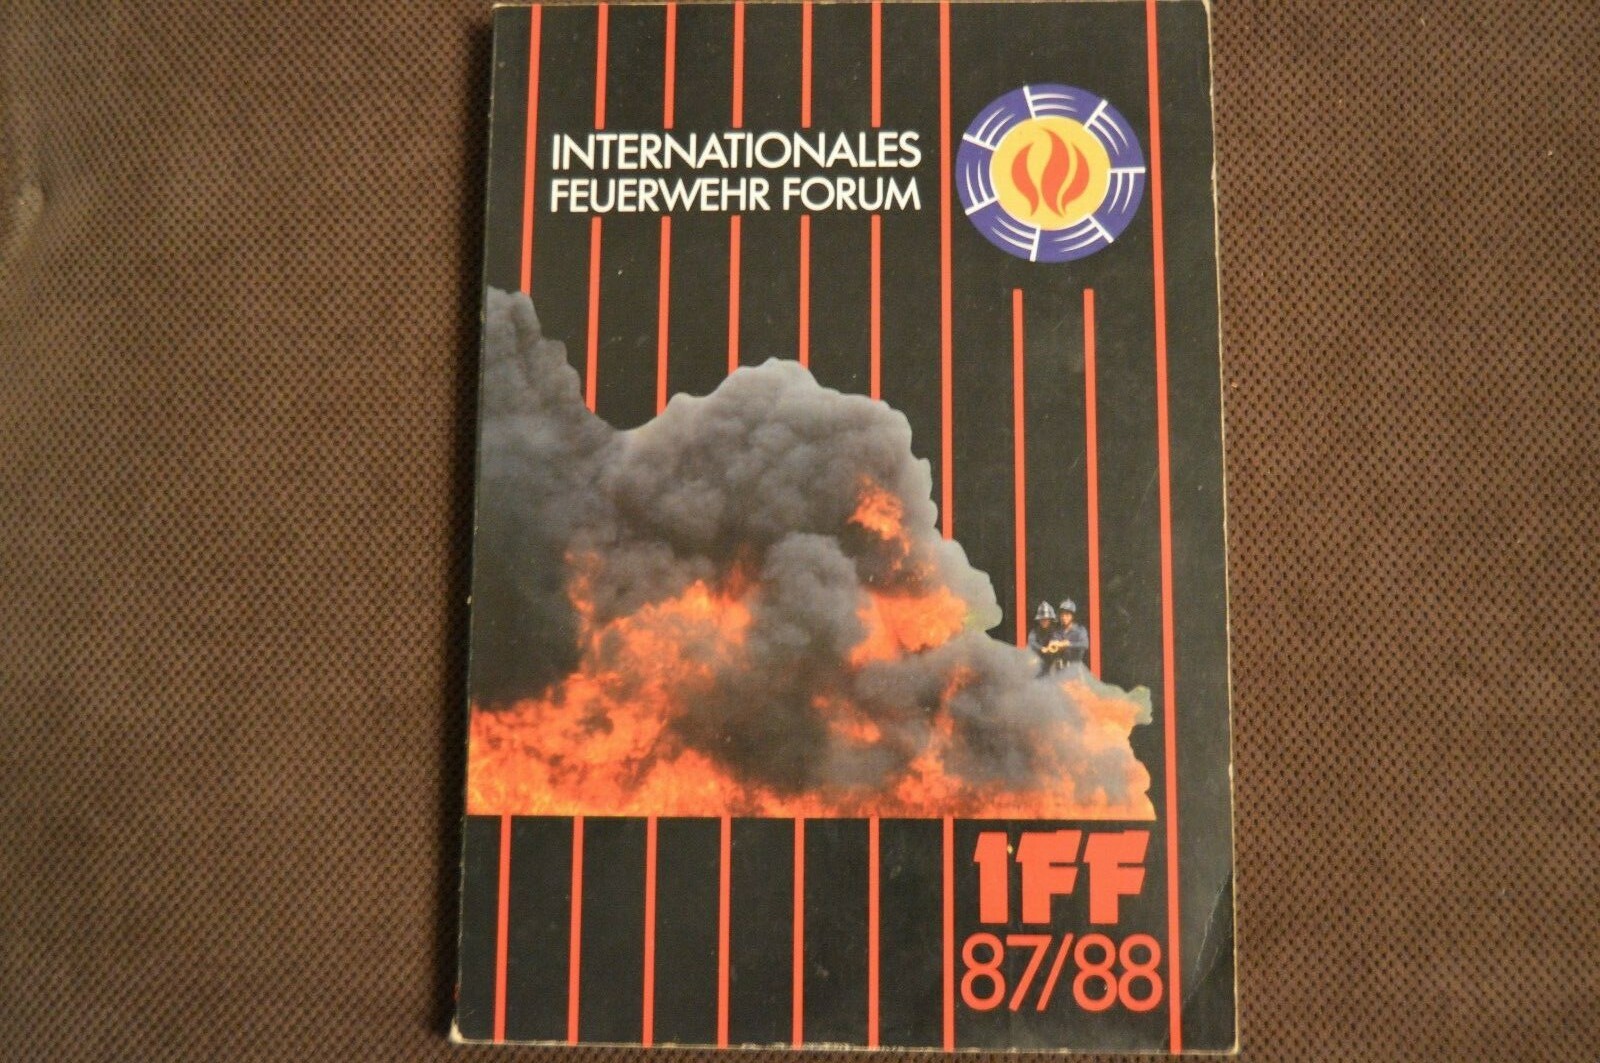 INTERNATIONALES
FEUERWEHR FORUM
IFF
87/88